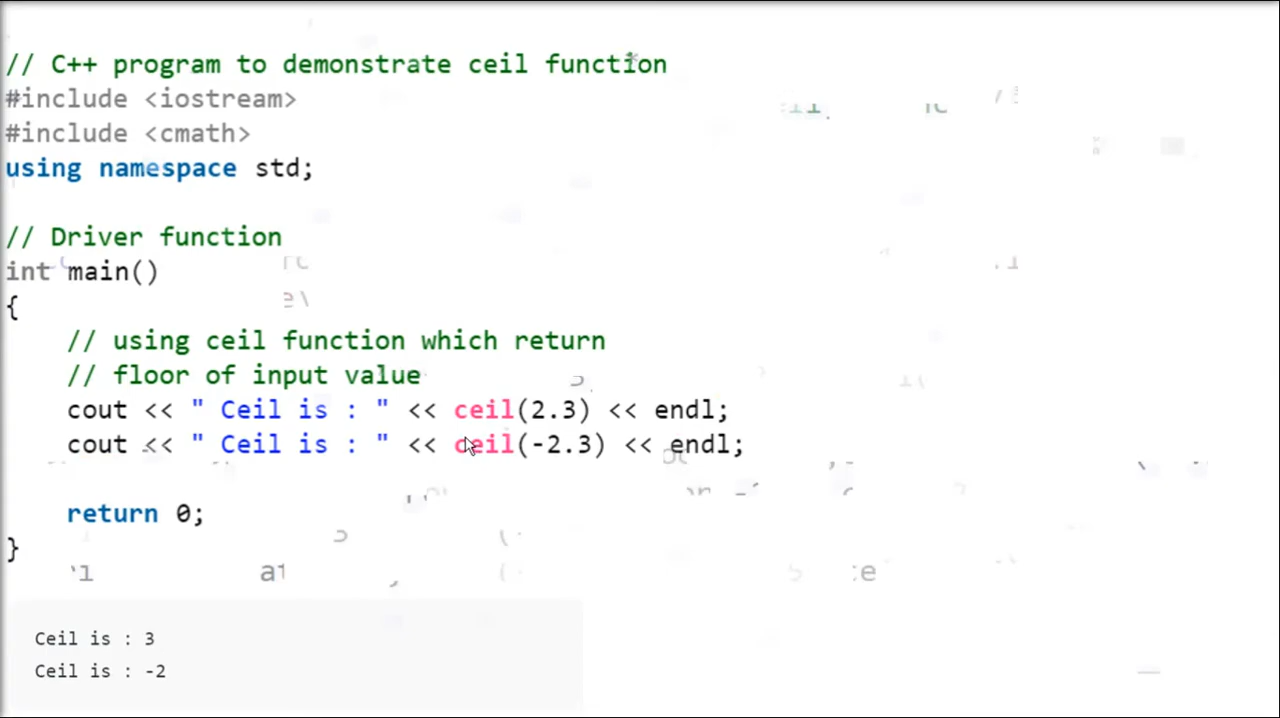 // C++ program to demonstrate ceil function
#include <iostream>
#include <cmath>
using namespace std;
// Driver function
int main()
{
    // using ceil function which return
    // floor of input value
    cout << " Ceil is : " << ceil(2.3) << endl;
    cout << " Ceil is : " << ceil(-2.3) << endl;
    return 0;
}
Ceil is : 3
Ceil is : -2